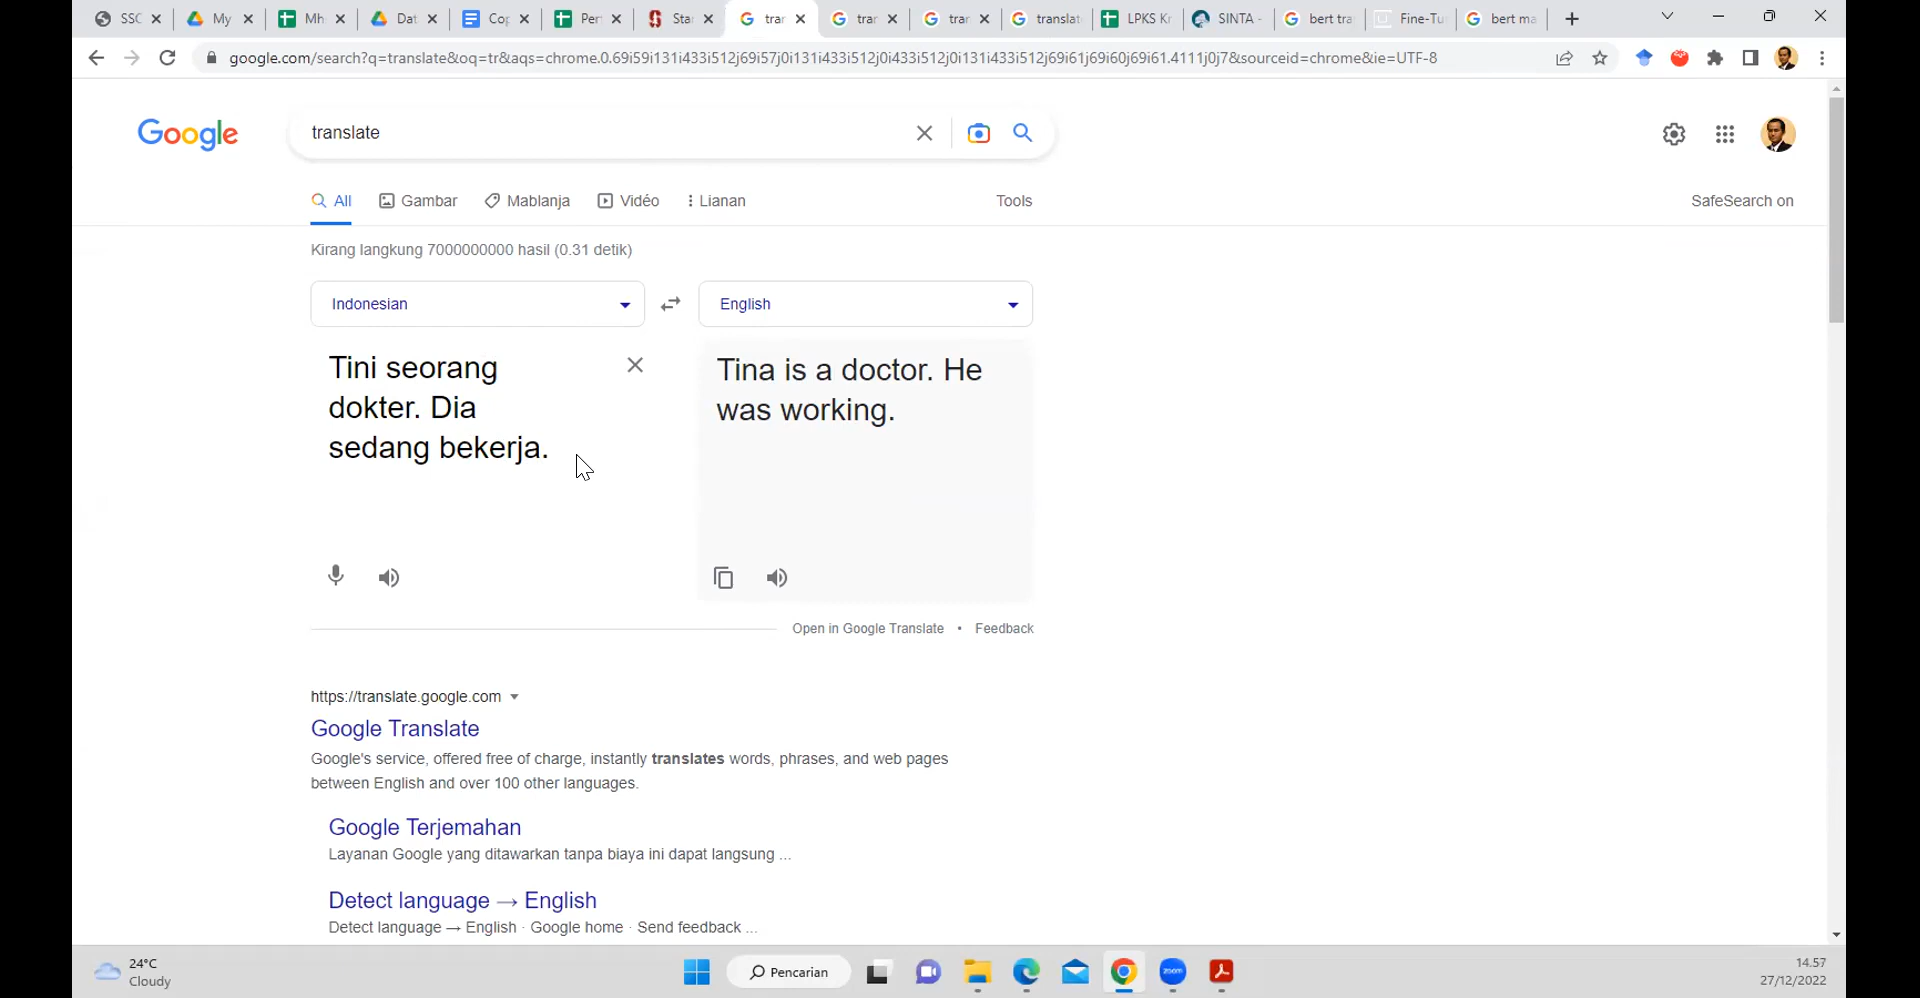 SSC
My
Mh
Dat
Cop
Per
Sta
trar
trar
trar
translat
LPKS Kr
SINTA -
bert tra
Fine-Tu
bert ma
google.com/search?q=translate&oq=tr&aqs=chrome.0.69i59i131i433i512j69i57j0i131i433i512j0i433i512j0i131i433i512j69i61j69i60j69i61.4111j0j7&sourceid=chrome&ie=UTF-8
Google
translate
All
Gambar
Mablanja
Vidéo
Lianan
Tools
SafeSearch on
Kirang langkung 7000000000 hasil (0.31 detik)
Indonesian
English
Tini seorang
dokter. Dia
sedang bekerja.
Tina is a doctor. He
was working.
Open in Google Translate • Feedback
https://translate.google.com
Google Translate
Google's service, offered free of charge, instantly translates words, phrases, and web pages
between English and over 100 other languages.
Google Terjemahan
Layanan Google yang ditawarkan tanpa biaya ini dapat langsung ...
Detect language → English
Detect language → English · Google home · Send feedback ...
24°C
Cloudy
Pencarian
zoom
14.57
27/12/2022